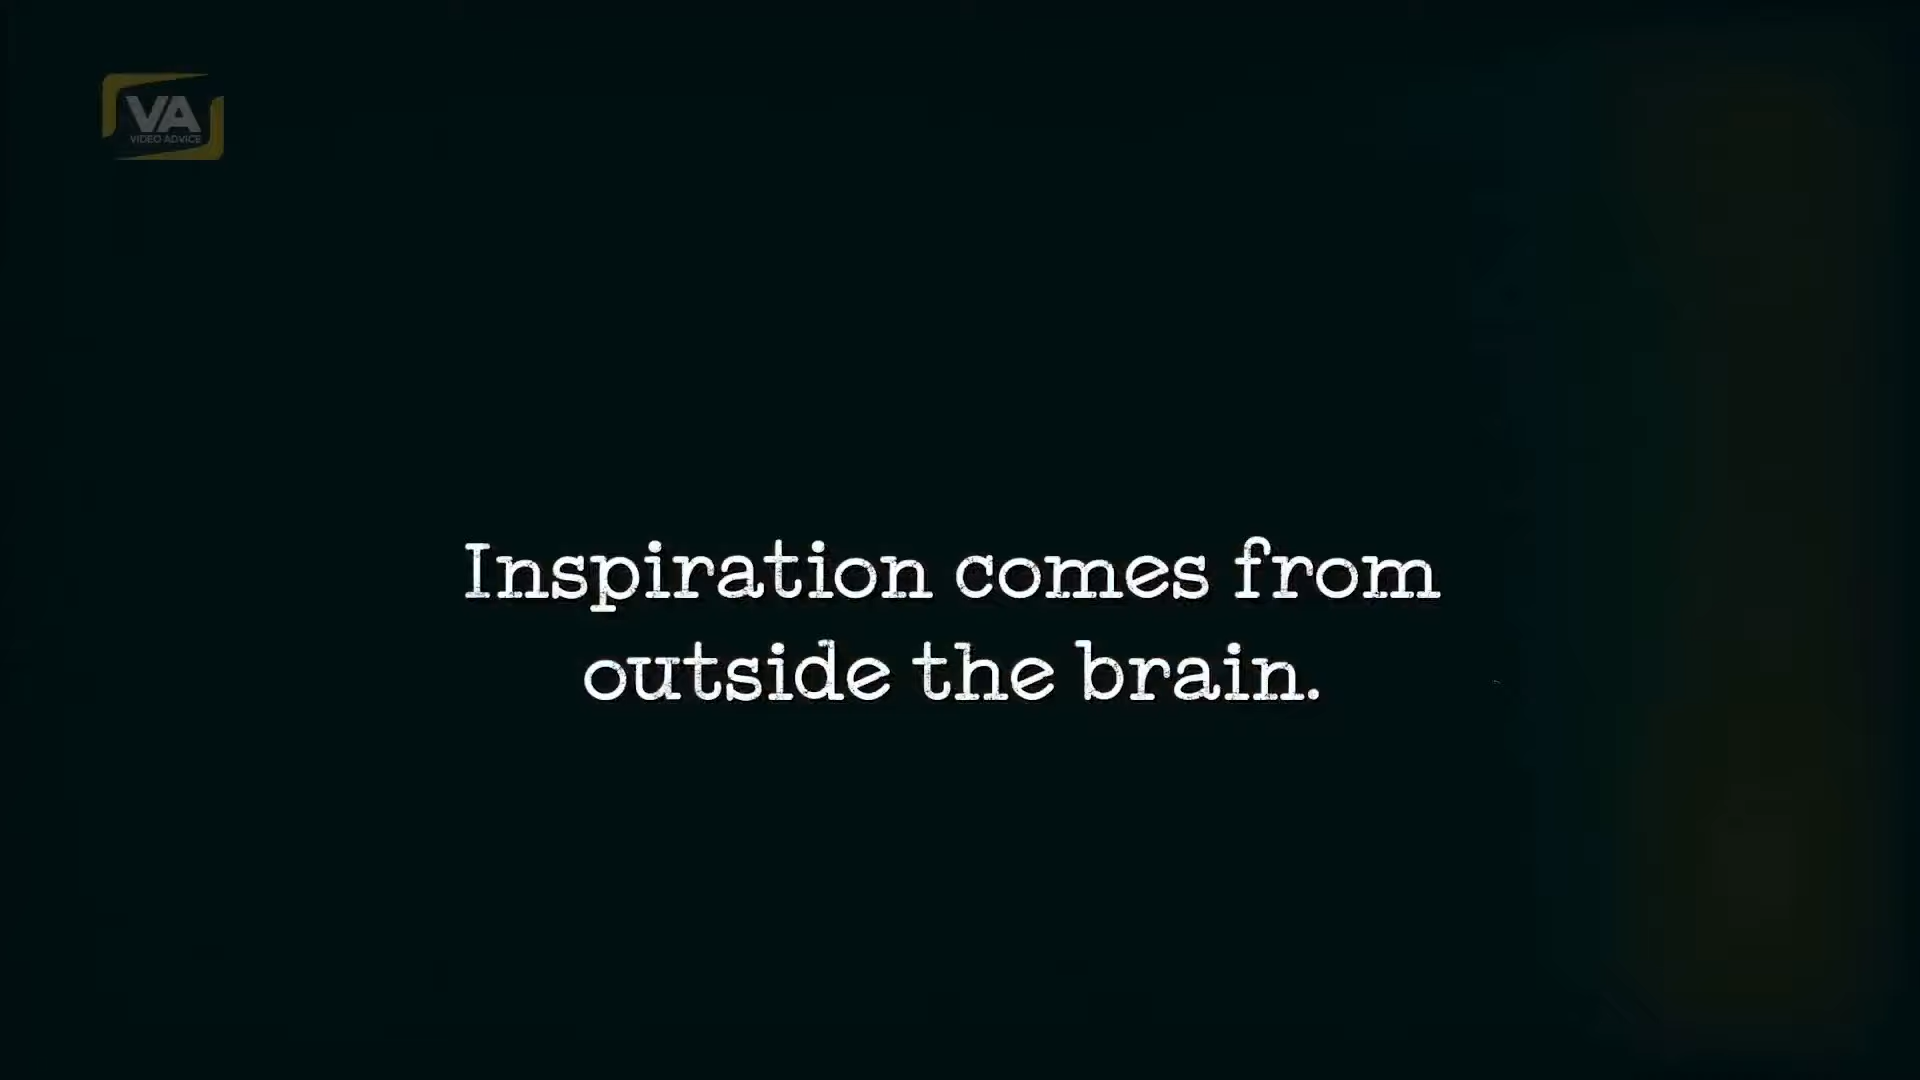 VA
VIDEO ADVICE
Inspiration comes from
outside the brain.